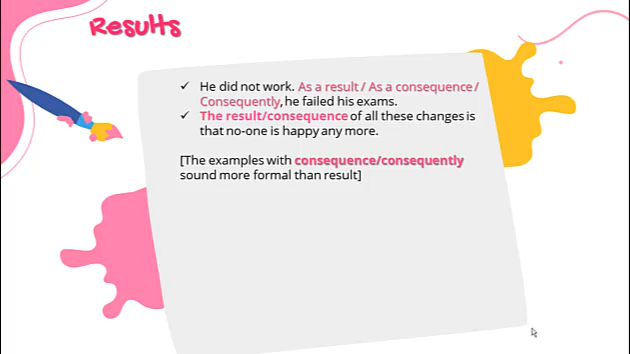 Results
✓ He did not work. As a result / As a consequence /
Consequently, he failed his exams.
✓ The result/consequence of all these changes is
that no-one is happy any more.
[The examples with consequence/consequently
sound more formal than result]